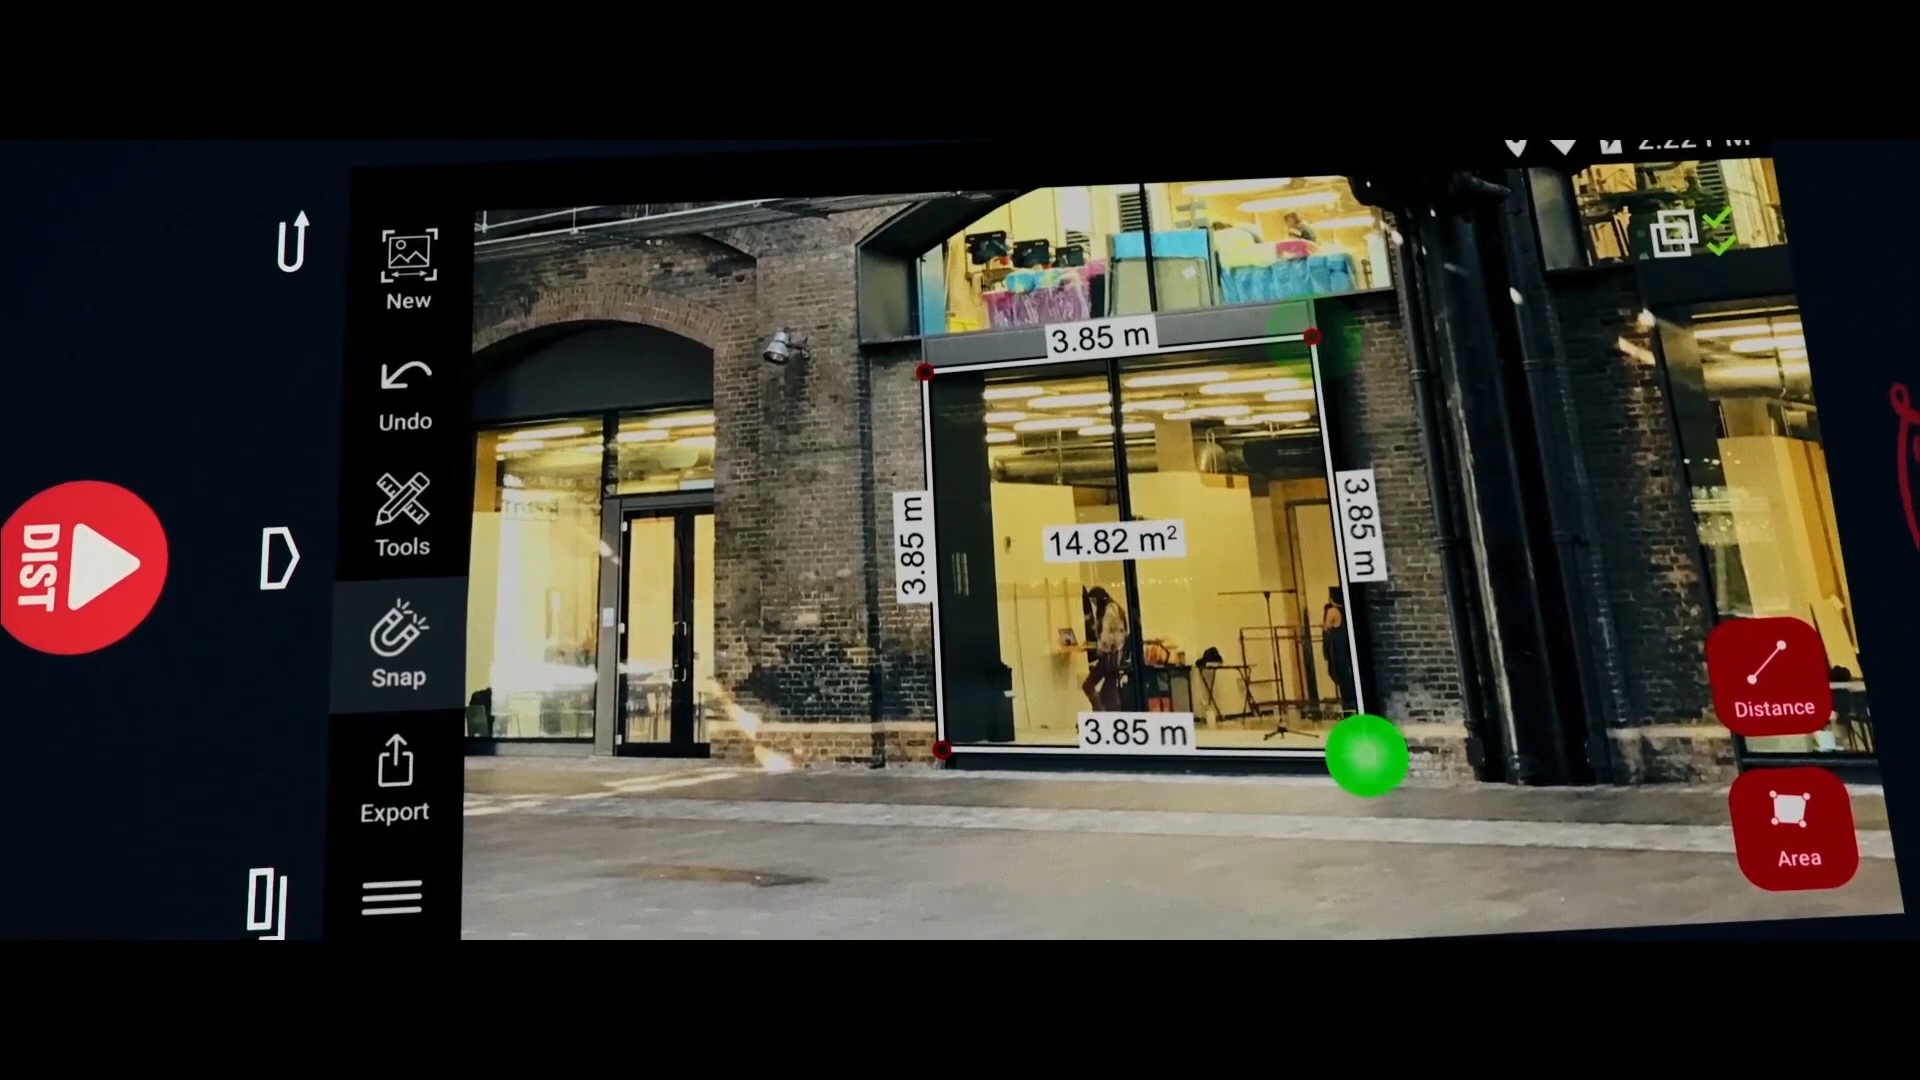 New
Undo
Tools
Snap
Export
DIST
3.85 m
3.85 m
14.82 m²
3.85 m
3.85 m
Distance
Area